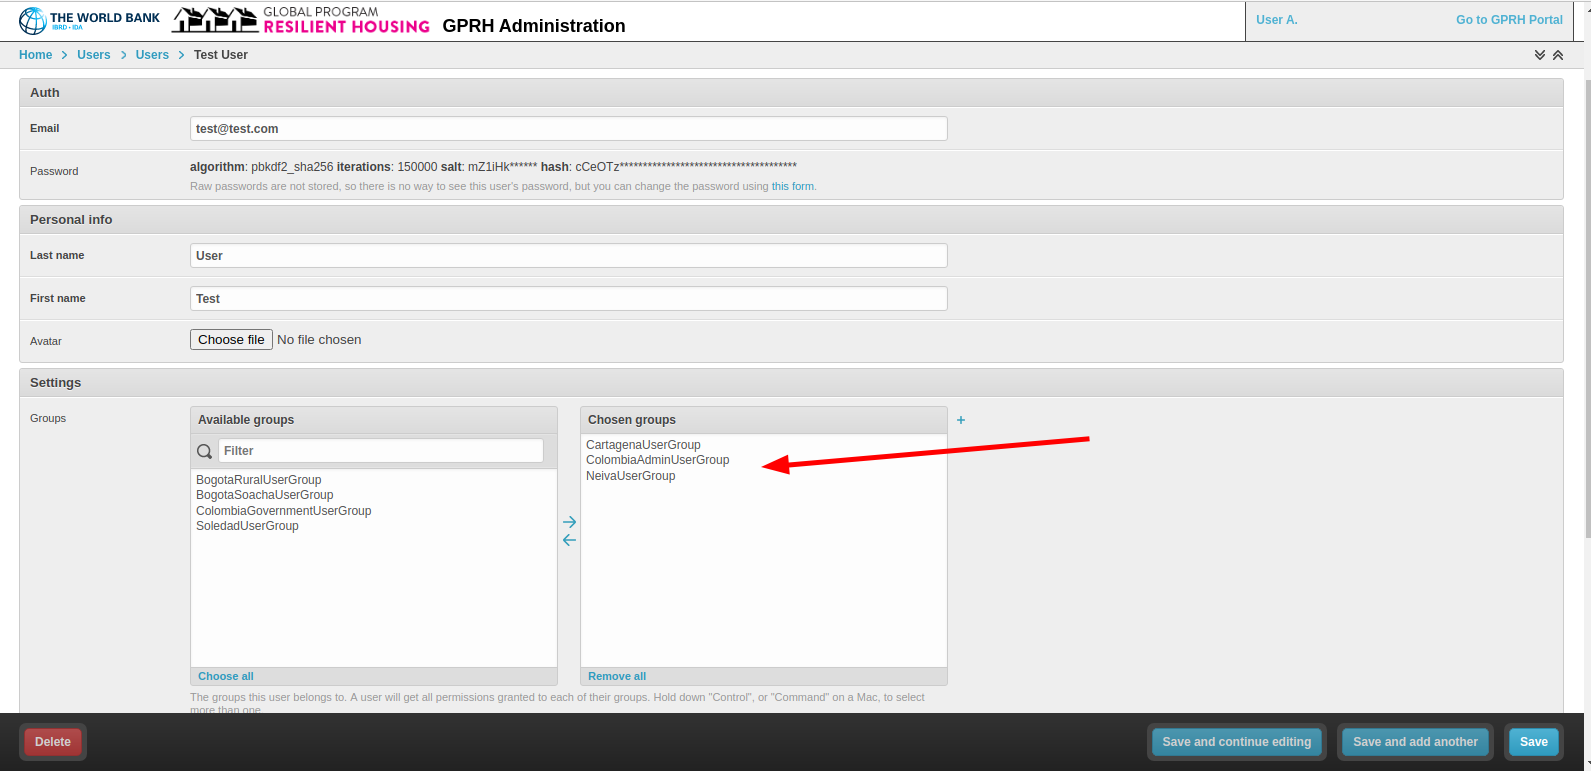 THE WORLD BANK
IBRD • IDA
GLOBAL PROGRAM
RESILIENT HOUSING
GPRH Administration
User A.
Go to GPRH Portal
Home > Users > Users > Test User
Auth
Email
test@test.com
Password
algorithm: pbkdf2_sha256 iterations: 150000 salt: mZ1iHk****** hash: cCeOTz**************************************
Raw passwords are not stored, so there is no way to see this user's password, but you can change the password using this form.
Personal info
Last name
User
First name
Test
Avatar
Choose file No file chosen
Settings
Groups
Available groups
Filter
BogotaRuralUserGroup
BogotaSoachaUserGroup
ColombiaGovernmentUserGroup
SoledadUserGroup
Choose all
Chosen groups
+
CartagenaUserGroup
ColombiaAdminUserGroup
NeivaUserGroup
Remove all
The groups this user belongs to. A user will get all permissions granted to each of their groups. Hold down "Control", or "Command" on a Mac, to select
more than one.
Delete
Save and continue editing
Save and add another
Save